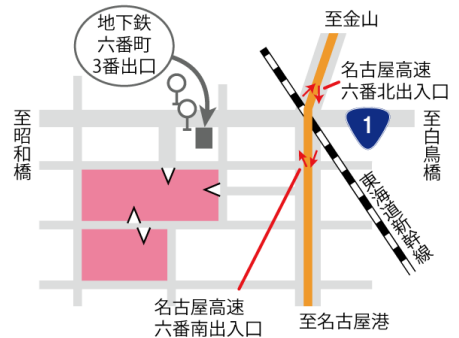 地下鉄
六番町
3番出口
至金山
名古屋高速
六番北出入口
至昭和橋
1
至白鳥橋
東海道新幹線
名古屋高速
六番南出入口
至名古屋港